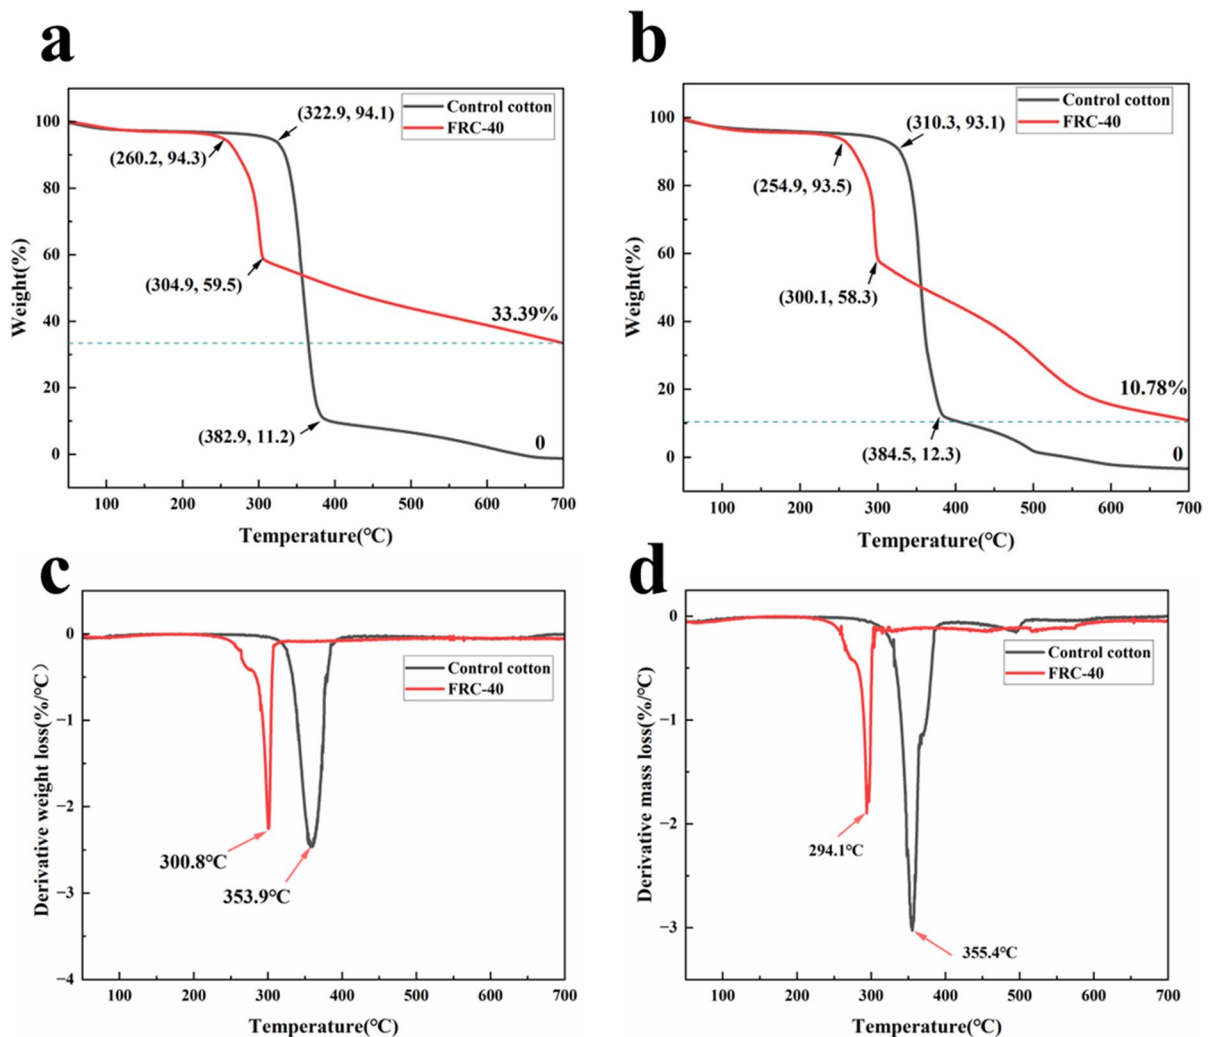 a
Control cotton
FRC-40
(322.9, 94.1)
(260.2, 94.3)
(304.9, 59.5)
33.39%
(382.9, 11.2)
0
100
80
60
40
20
0
Weight(%)
100 200 300 400 500 600 700
Temperature(℃)
b
Control cotton
FRC-40
(310.3, 93.1)
(254.9, 93.5)
(300.1, 58.3)
10.78%
(384.5, 12.3)
0
100
80
60
40
20
0
Weight(%)
100 200 300 400 500 600 700
Temperature(℃)
c
Control cotton
FRC-40
300.8℃
353.9℃
0
−1
−2
−3
−4
Derivative weight loss(%/℃)
100 200 300 400 500 600 700
Temperature(℃)
d
Control cotton
FRC-40
294.1℃
355.4℃
0
−1
−2
−3
Derivative mass loss(%/℃)
100 200 300 400 500 600 700
Temperature(℃)